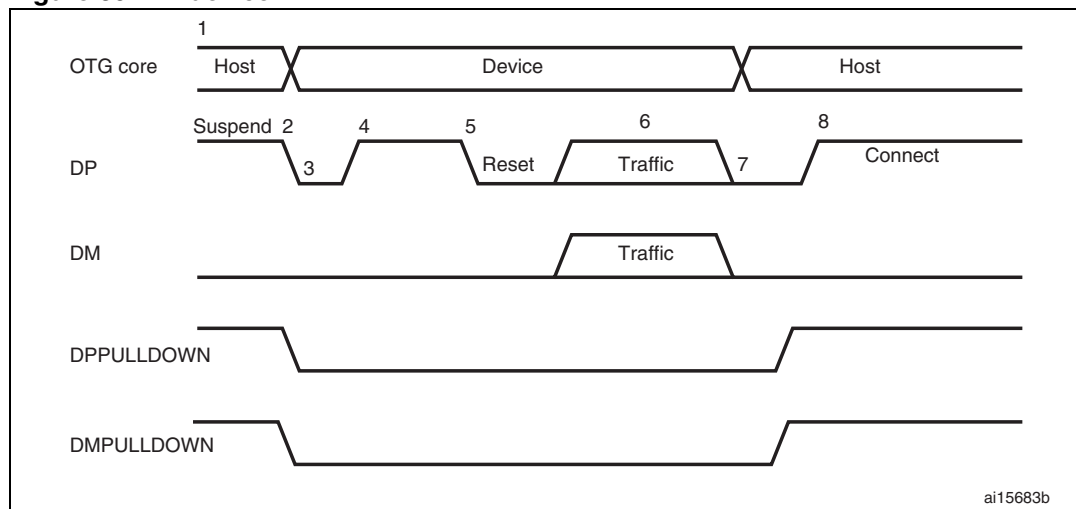 1
OTG core Host Device Host
Suspend 2 4 5 6 8
DP 3 Reset Traffic 7 Connect
DM Traffic
DPPULLDOWN
DMPULLDOWN
ai15683b